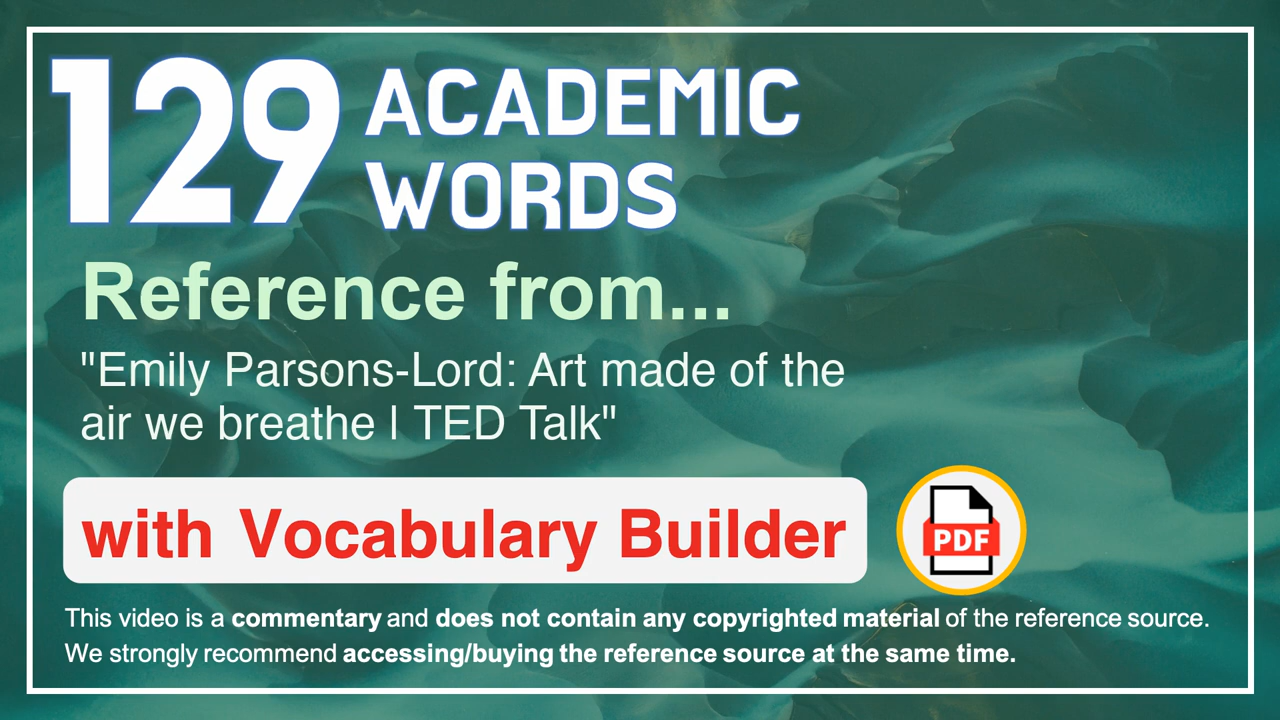 129 ACADEMIC
WORDS
Reference from...
"Emily Parsons-Lord: Art made of the
air we breathe | TED Talk"
with Vocabulary Builder
PDF
This video is a commentary and does not contain any copyrighted material of the reference source.
We strongly recommend accessing/buying the reference source at the same time.